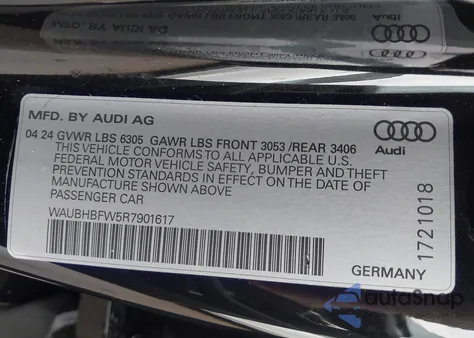 MFD. BY AUDI AG
04 24 GVWR LBS 6305 GAWR LBS FRONT 3053 /REAR 3406
THIS VEHICLE CONFORMS TO ALL APPLICABLE U.S.
FEDERAL MOTOR VEHICLE SAFETY, BUMPER AND THEFT
PREVENTION STANDARDS IN EFFECT ON THE DATE OF
MANUFACTURE SHOWN ABOVE
PASSENGER CAR
WAUBHBFW5R7901617
Audi
1721018
GERMANY
autoSnap